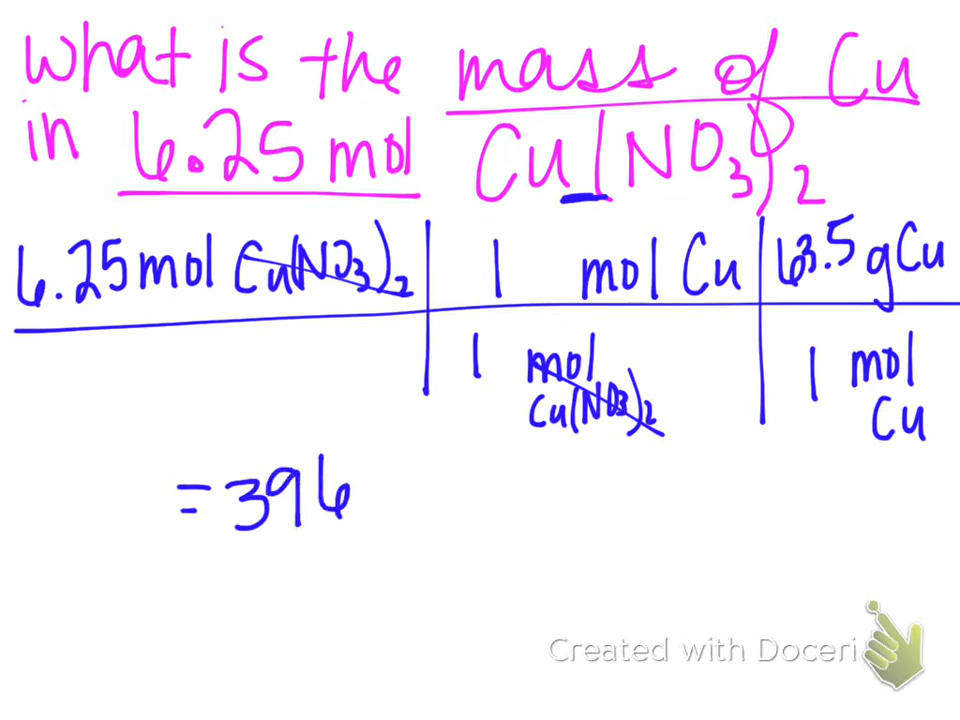 what is the mass of Cu
in 6.25 mol Cu(NO3)2
6.25 mol Cu(NO3)2 | 1 mol Cu | 63.5 g Cu
1 mol Cu(NO3)2 | 1 mol Cu
= 396
Created with Doceri